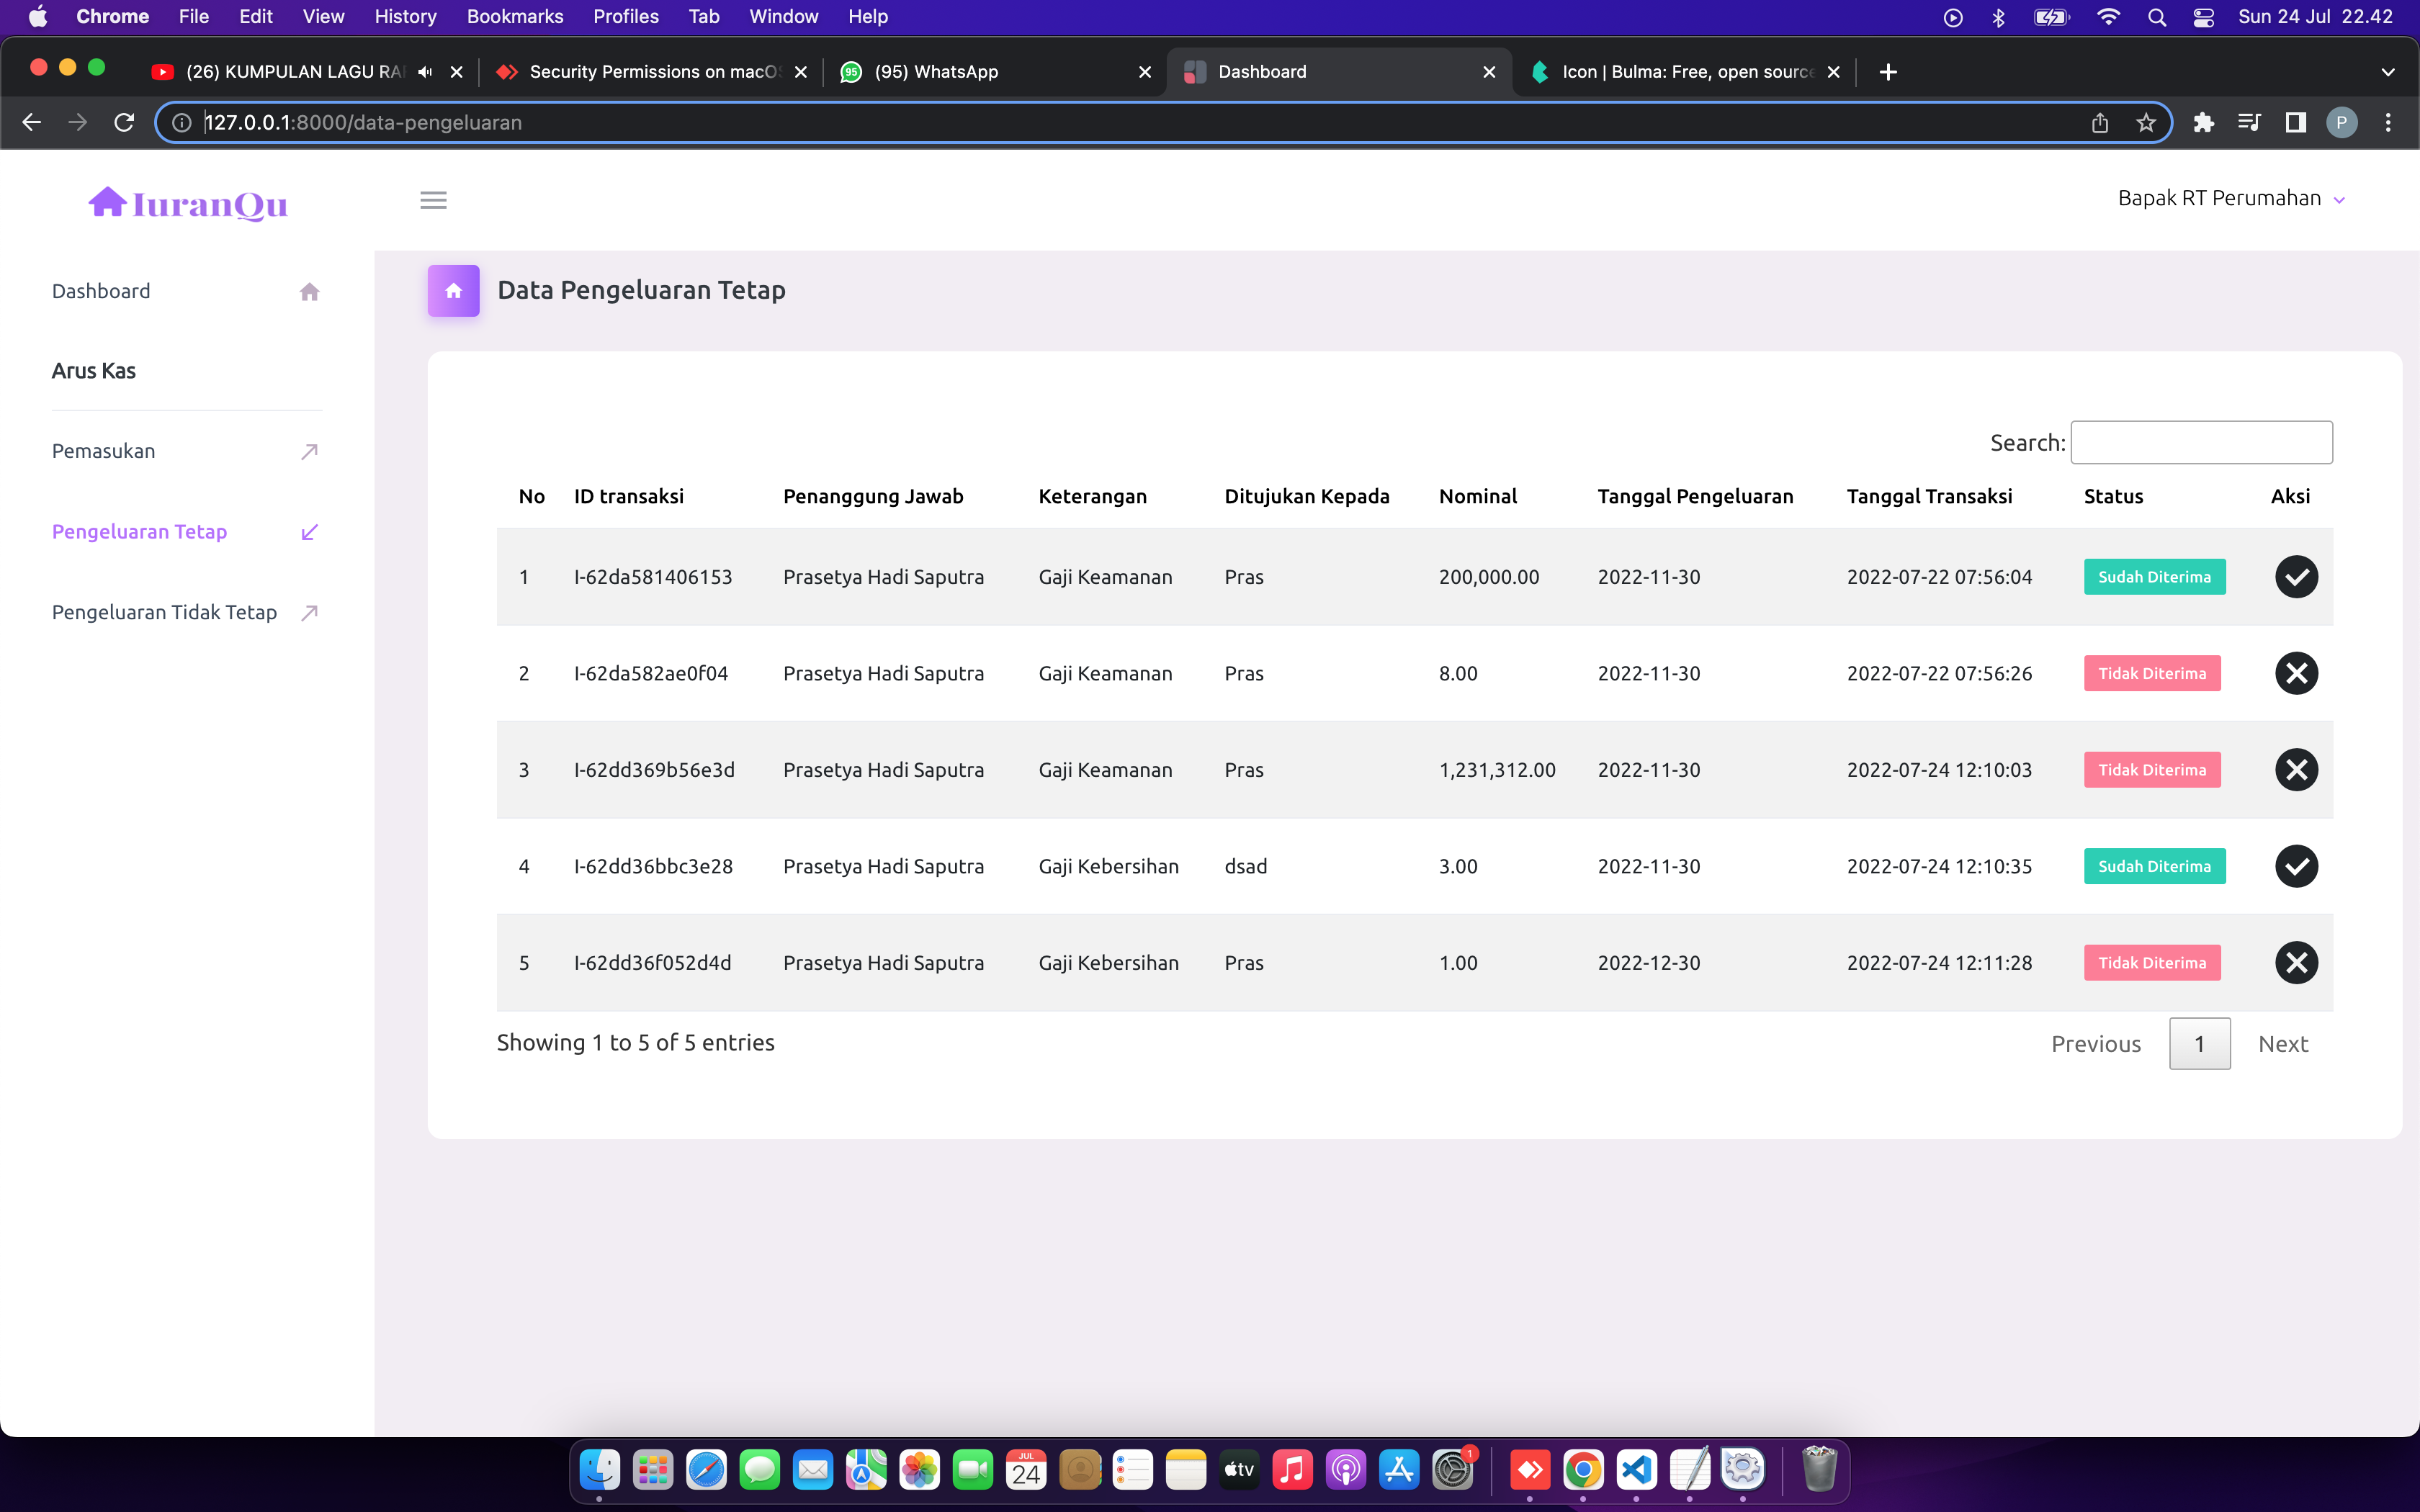 Chrome File Edit View History Bookmarks Profiles Tab Window Help Sun 24 Jul 22.42
(26) KUMPULAN LAGU RA Security Permissions on macOS 95 (95) WhatsApp Dashboard Icon | Bulma: Free, open source
127.0.0.1:8000/data-pengeluaran P
IuranQu Bapak RT Perumahan
Dashboard
Arus Kas
Pemasukan
Pengeluaran Tetap
Pengeluaran Tidak Tetap
Data Pengeluaran Tetap
Search:
No ID transaksi Penanggung Jawab Keterangan Ditujukan Kepada Nominal Tanggal Pengeluaran Tanggal Transaksi Status Aksi
1 I-62da581406153 Prasetya Hadi Saputra Gaji Keamanan Pras 200,000.00 2022-11-30 2022-07-22 07:56:04 Sudah Diterima
2 I-62da582ae0f04 Prasetya Hadi Saputra Gaji Keamanan Pras 8.00 2022-11-30 2022-07-22 07:56:26 Tidak Diterima
3 I-62dd369b56e3d Prasetya Hadi Saputra Gaji Keamanan Pras 1,231,312.00 2022-11-30 2022-07-24 12:10:03 Tidak Diterima
4 I-62dd36bbc3e28 Prasetya Hadi Saputra Gaji Kebersihan dsad 3.00 2022-11-30 2022-07-24 12:10:35 Sudah Diterima
5 I-62dd36f052d4d Prasetya Hadi Saputra Gaji Kebersihan Pras 1.00 2022-12-30 2022-07-24 12:11:28 Tidak Diterima
Showing 1 to 5 of 5 entries Previous 1 Next
JUL 24 tv 1